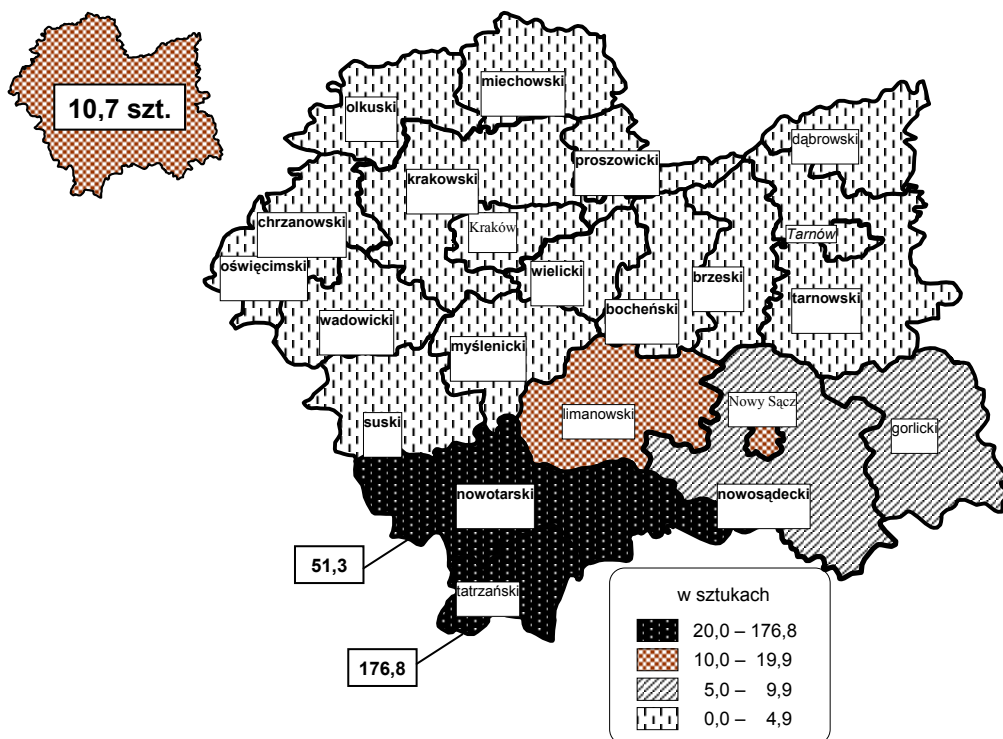 10,7 szt.
miechowski
olkuski
dąbrowski
proszowicki
krakowski
chrzanowski
Kraków
Tarnów
oświęcimski
wielicki
brzeski
tarnowski
bocheński
wadowicki
myślenicki
Nowy Sącz
limanowski
suski
gorlicki
nowotarski
nowosądecki
51,3
tatrzański
176,8
w sztukach
20,0 – 176,8
10,0 – 19,9
5,0 – 9,9
0,0 – 4,9